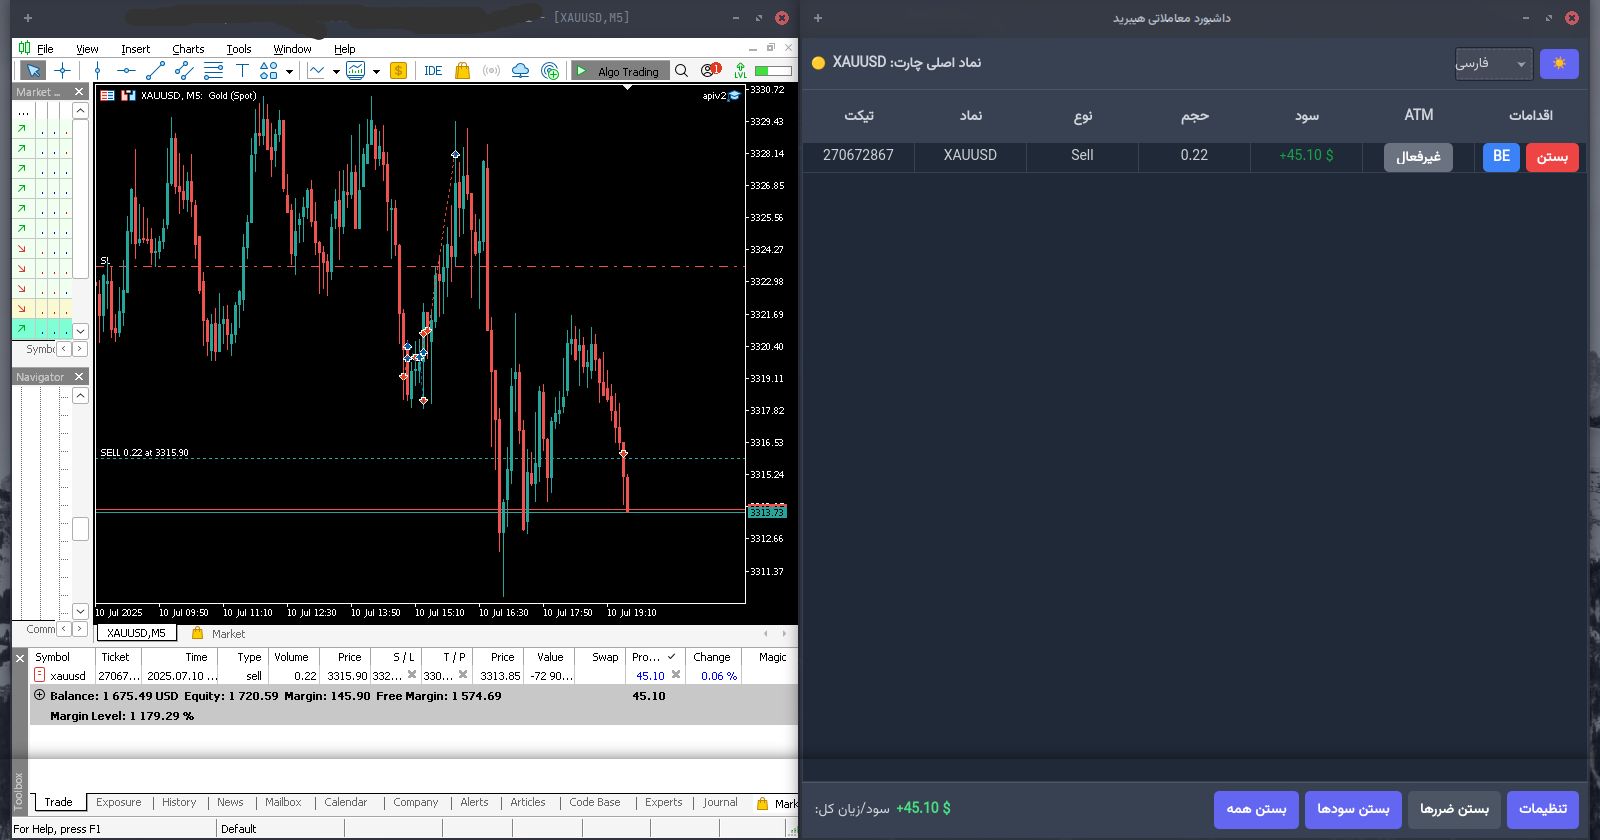 - [XAUUSD,M5]
File View Insert Charts Tools Window Help
IDE Algo Trading 1 LVL
Market ...
...
Symbo
Navigator
Comm
XAUUSD, M5: Gold (Spot)
apiv2
SL
SELL 0.22 at 3315.90
3330.72
3329.43
3328.14
3326.85
3325.56
3324.27
3322.98
3321.69
3320.40
3319.11
3317.82
3316.53
3315.24
3313.73
3312.66
3311.37
10 Jul 2025 10 Jul 09:50 10 Jul 11:10 10 Jul 12:30 10 Jul 13:50 10 Jul 15:10 10 Jul 16:30 10 Jul 17:50 10 Jul 19:10
XAUUSD,M5 Market
Symbol Ticket Time Type Volume Price S / L T / P Price Value Swap Pro... Change Magic
xauusd 27067... 2025.07.10 ... sell 0.22 3315.90 332... 330... 3313.85 -72 90... 45.10 0.06 %
Balance: 1 675.49 USD Equity: 1 720.59 Margin: 145.90 Free Margin: 1 574.69 45.10
Margin Level: 1 179.29 %
Toolbox
Trade Exposure History News Mailbox Calendar Company Alerts Articles Code Base Experts Journal Mark
For Help, press F1 Default
داشبورد معاملاتی هیبرید
نماد اصلی چارت: XAUUSD
فارسی
تیکت نماد نوع حجم سود ATM اقدامات
270672867 XAUUSD Sell 0.22 +45.10 $ غیرفعال BE بستن
سود/زیان کل: +45.10 $
بستن همه بستن سودها بستن ضررها تنظیمات